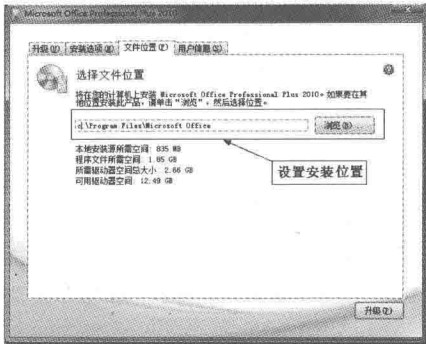 Microsoft Office Professional Plus 2010
升级(G) 安装选项(N) 文件位置(F) 用户信息(S)
选择文件位置
将在您的计算机上安装 Microsoft Office Professional Plus 2010。如果要在其
他位置安装此产品，请单击“浏览”，然后选择位置。
c:\Program Files\Microsoft Office
浏览(B)...
本地安装源所需空间: 835 MB
程序文件所需空间: 1.85 GB
所需驱动器空间总大小: 2.66 GB
可用驱动器空间: 12.49 GB
设置安装位置
升级(P)